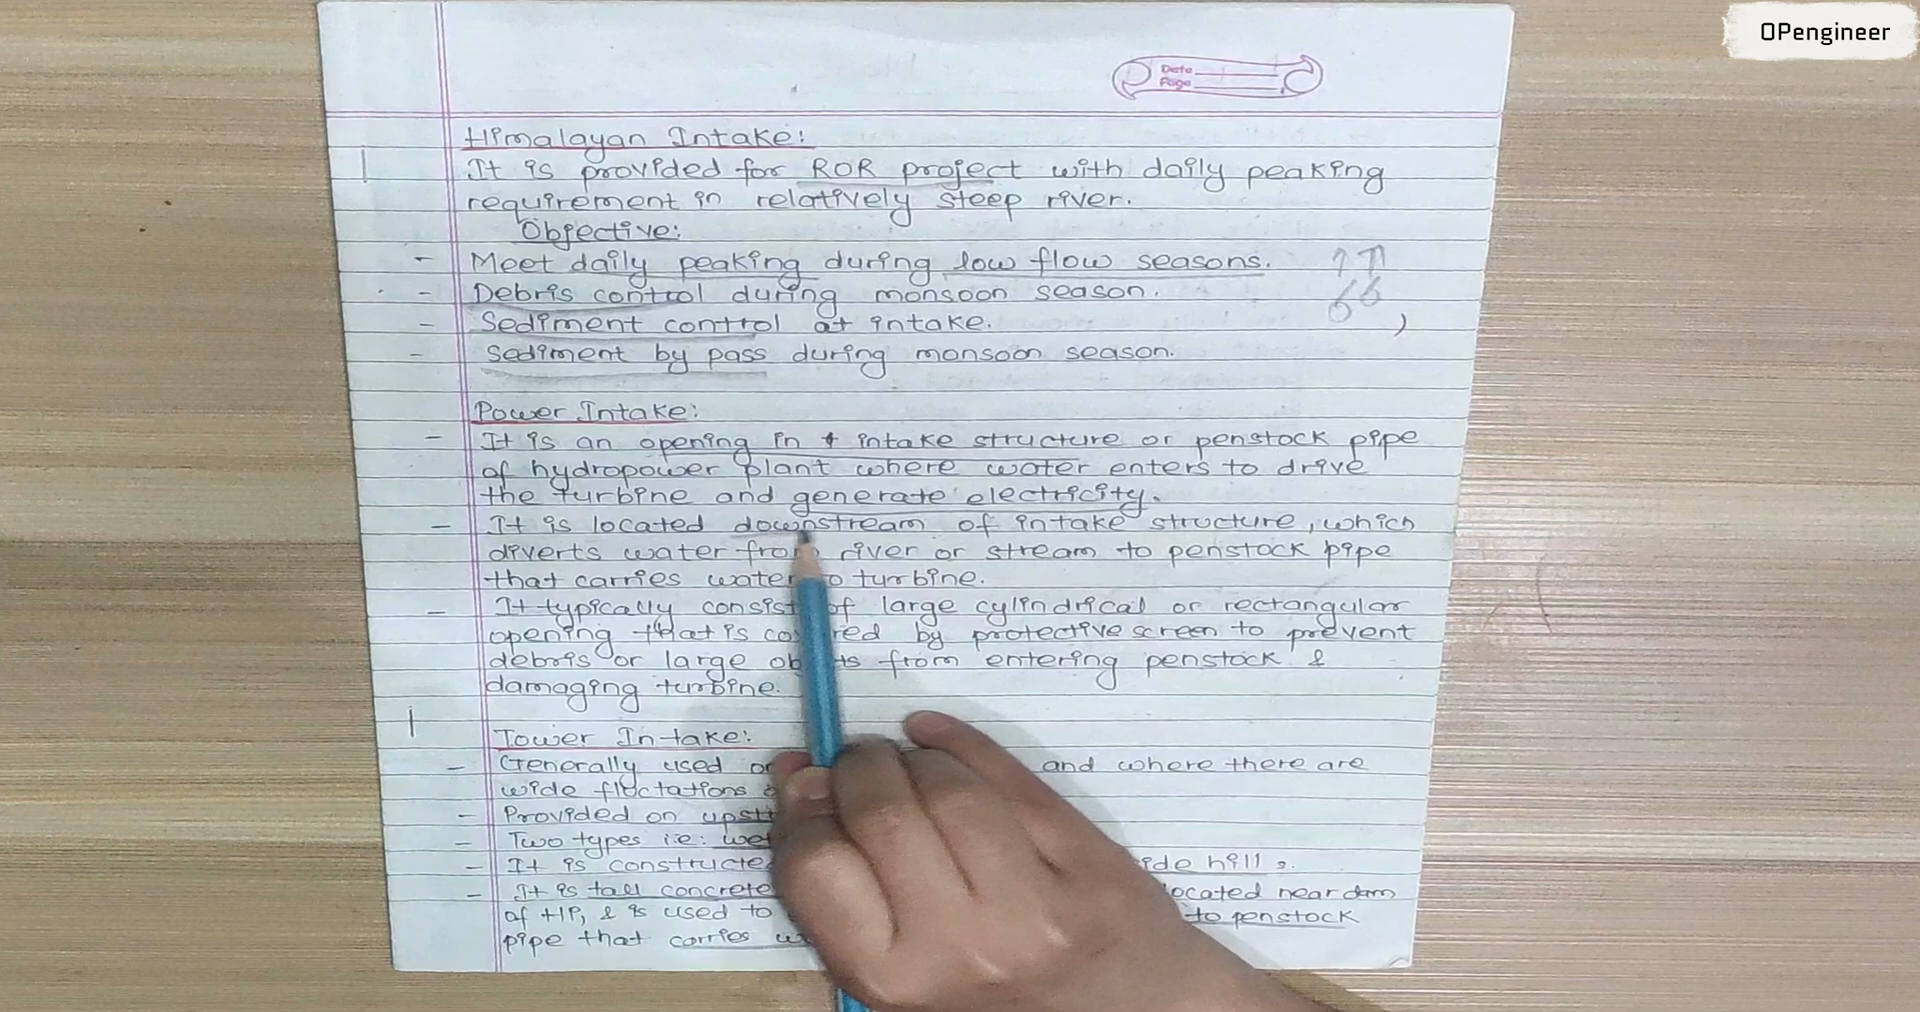 OPengineer
Date
Page
Himalayan Intake:
It is provided for ROR project with daily peaking
requirement in relatively steep river.
Objective:
- Meet daily peaking during low flow seasons.
- Debris control during monsoon season.
- Sediment control at intake.
- Sediment by pass during monsoon season.
Power Intake:
- It is an opening in intake structure or penstock pipe
of hydropower plant where water enters to drive
the turbine and generate electricity.
- It is located downstream of intake structure, which
diverts water river or stream to penstock pipe
that carries turbine.
- It typically consist of large cylindrical or rectangular
opening that is by protective screen to prevent
debris or large from entering penstock &
damaging turbine.
Tower Intake:
- Generally used and where there are
wide fluctations
- Provided on
- Two types i.e:
- It is hill s.
- It is tall concrete located near dam
of HP, & is used to to penstock
pipe that carries